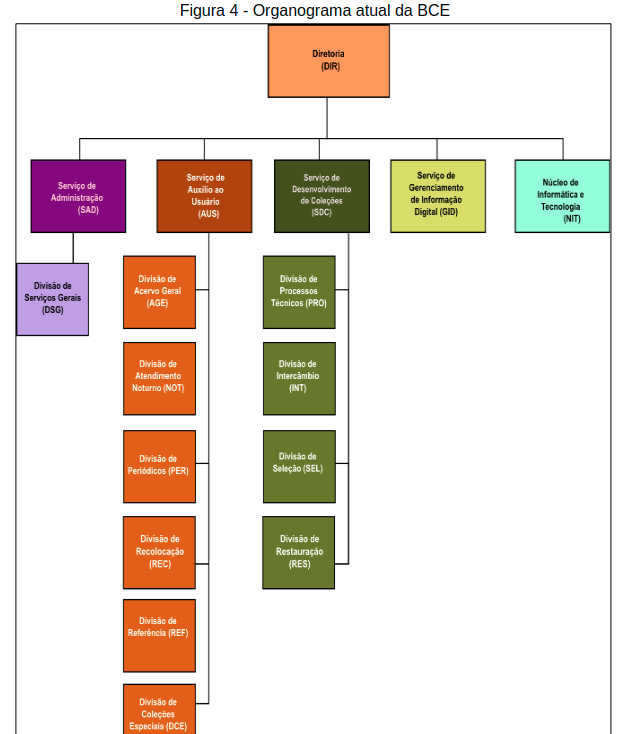 Figura 4 - Organograma atual da BCE
Diretoria
(DIR)
Serviço de
Administração
(SAD)
Serviço de
Auxílio ao
Usuário
(AUS)
Serviço de
Desenvolvimento
de Coleções
(SDC)
Serviço de
Gerenciamento
de Informação
Digital (GID)
Núcleo de
Informática e
Tecnologia
(NIT)
Divisão de
Serviços Gerais
(DSG)
Divisão de
Acervo Geral
(AGE)
Divisão de
Atendimento
Noturno (NOT)
Divisão de
Periódicos (PER)
Divisão de
Recolocação
(REC)
Divisão de
Referência (REF)
Divisão de
Coleções
Especiais (DCE)
Divisão de
Processos
Técnicos (PRO)
Divisão de
Intercâmbio
(INT)
Divisão de
Seleção (SEL)
Divisão de
Restauração
(RES)